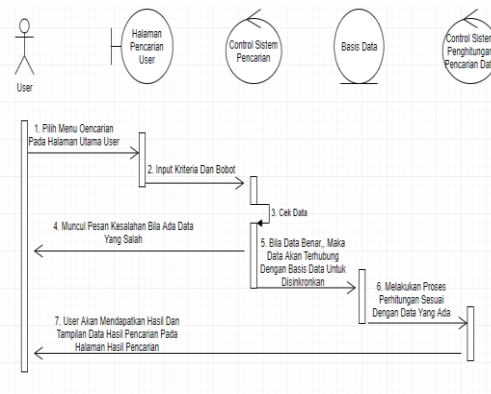 Halaman
Pencarian
User
Control Sistem
Pencarian
Basis Data
Control Sistem
Penghitungan
Pencarian Data
User
1. Pilih Menu Oencarian
Pada Halaman Utama User
2. Input Kriteria Dan Bobot
3. Cek Data
4. Muncul Pesan Kesalahan Bila Ada Data
Yang Salah
5. Bila Data Benar,, Maka
Data Akan Terhubung
Dengan Basis Data Untuk
Disinkronkan
6. Melakukan Proses
Perhitungan Sesuai
Dengan Data Yang Ada
7. User Akan Mendapatkan Hasil Dan
Tampilan Data Hasil Pencarian Pada
Halaman Hasil Pencarian